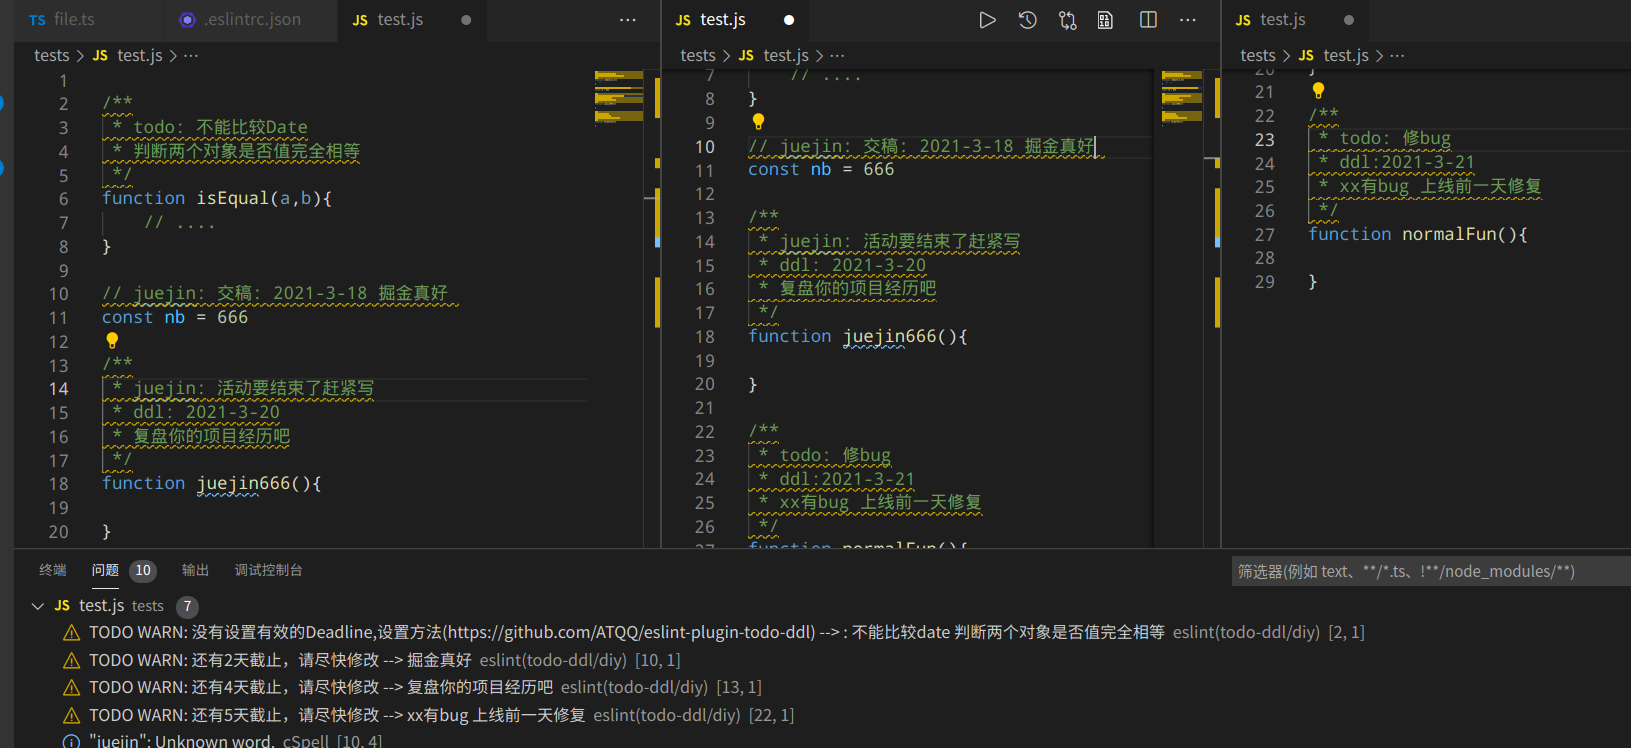 TS file.ts
.eslintrc.json
JS test.js
tests > JS test.js > ...
1
2 /**
3 * todo: 不能比较Date
4 * 判断两个对象是否值完全相等
5 */
6 function isEqual(a,b){
7 // ....
8 }
9
10 // juejin: 交稿: 2021-3-18 掘金真好
11 const nb = 666
12
13 /**
14 * juejin: 活动要结束了赶紧写
15 * ddl: 2021-3-20
16 * 复盘你的项目经历吧
17 */
18 function juejin666(){
19
20 }
JS test.js
tests > JS test.js > ...
7 // ....
8 }
9
10 // juejin: 交稿: 2021-3-18 掘金真好
11 const nb = 666
12
13 /**
14 * juejin: 活动要结束了赶紧写
15 * ddl: 2021-3-20
16 * 复盘你的项目经历吧
17 */
18 function juejin666(){
19
20 }
21
22 /**
23 * todo: 修bug
24 * ddl:2021-3-21
25 * xx有bug 上线前一天修复
26 */
27 function normalFun(){
JS test.js
tests > JS test.js > ...
20 }
21
22 /**
23 * todo: 修bug
24 * ddl:2021-3-21
25 * xx有bug 上线前一天修复
26 */
27 function normalFun(){
28
29 }
终端 问题 10 输出 调试控制台
筛选器(例如 text、**/*.ts、!**/node_modules/**)
JS test.js tests 7
TODO WARN: 没有设置有效的Deadline,设置方法(https://github.com/ATQQ/eslint-plugin-todo-ddl) --> : 不能比较date 判断两个对象是否值完全相等 eslint(todo-ddl/diy) [2, 1]
TODO WARN: 还有2天截止，请尽快修改 --> 掘金真好 eslint(todo-ddl/diy) [10, 1]
TODO WARN: 还有4天截止，请尽快修改 --> 复盘你的项目经历吧 eslint(todo-ddl/diy) [13, 1]
TODO WARN: 还有5天截止，请尽快修改 --> xx有bug 上线前一天修复 eslint(todo-ddl/diy) [22, 1]
"juejin": Unknown word. cSpell [10, 4]